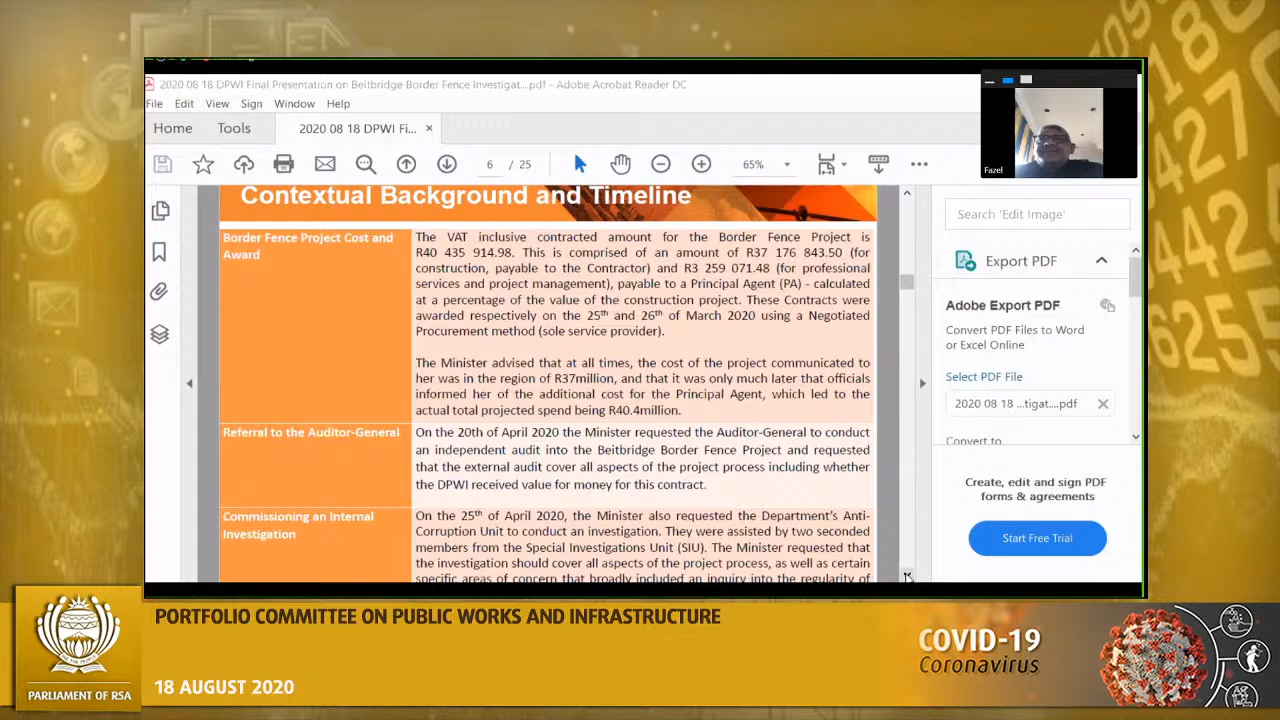 2020 08 18 DPWI Final Presentation on Beitbridge Border Fence Investigat....pdf - Adobe Acrobat Reader DC
File Edit View Sign Window Help
Home Tools 2020 08 18 DPWI Fi... ×
6 / 25 65%
Fazel
Contextual Background and Timeline
Border Fence Project Cost and
Award
The VAT inclusive contracted amount for the Border Fence Project is
R40 435 914.98. This is comprised of an amount of R37 176 843.50 (for
construction, payable to the Contractor) and R3 259 071.48 (for professional
services and project management), payable to a Principal Agent (PA) - calculated
at a percentage of the value of the construction project. These Contracts were
awarded respectively on the 25th and 26th of March 2020 using a Negotiated
Procurement method (sole service provider).
The Minister advised that at all times, the cost of the project communicated to
her was in the region of R37million, and that it was only much later that officials
informed her of the additional cost for the Principal Agent, which led to the
actual total projected spend being R40.4million.
Referral to the Auditor-General
On the 20th of April 2020 the Minister requested the Auditor-General to conduct
an independent audit into the Beitbridge Border Fence Project and requested
that the external audit cover all aspects of the project process including whether
the DPWI received value for money for this contract.
Commissioning an Internal
Investigation
On the 25th of April 2020, the Minister also requested the Department's Anti-
Corruption Unit to conduct an investigation. They were assisted by two seconded
members from the Special Investigations Unit (SIU). The Minister requested that
the investigation should cover all aspects of the project process, as well as certain
specific areas of concern that broadly included an inquiry into the regularity of
Search 'Edit Image'
Export PDF
Adobe Export PDF
Convert PDF Files to Word
or Excel Online
Select PDF File
2020 08 18 ...tigat....pdf ×
Convert to
Create, edit and sign PDF
forms & agreements
Start Free Trial
PORTFOLIO COMMITTEE ON PUBLIC WORKS AND INFRASTRUCTURE
18 AUGUST 2020
PARLIAMENT OF RSA
COVID-19
Coronavirus